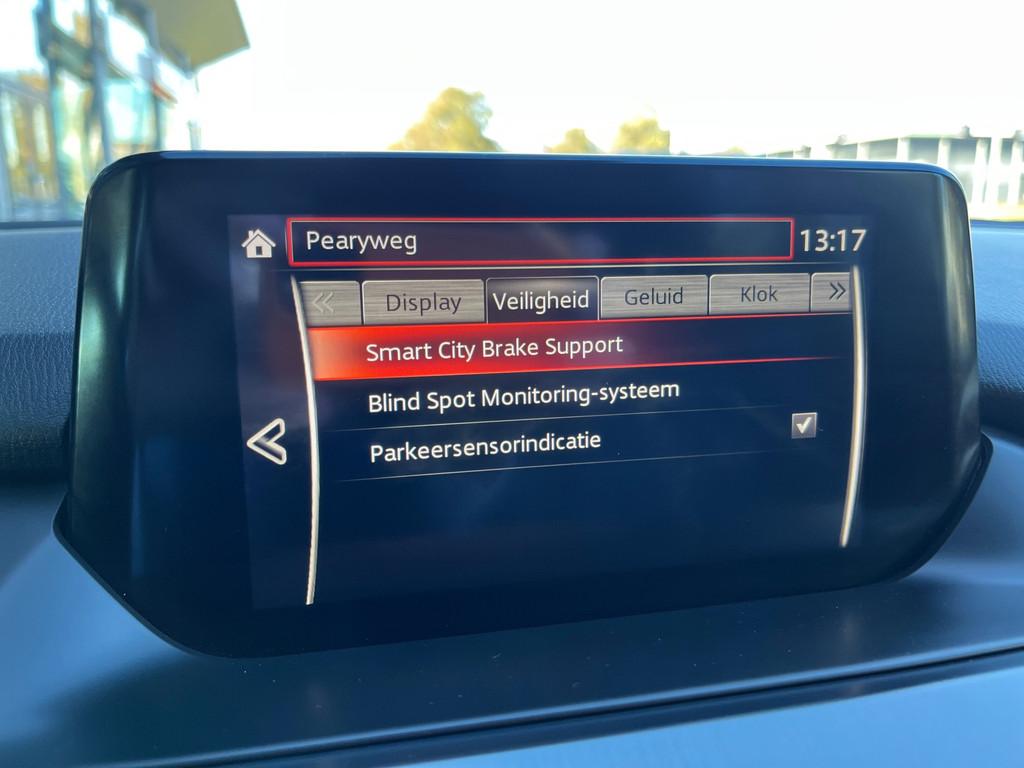 Pearyweg
13:17
Display Veiligheid Geluid Klok
Smart City Brake Support
Blind Spot Monitoring-systeem
Parkeersensorindicatie